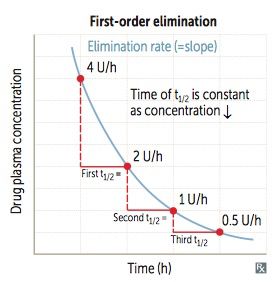 First-order elimination
Elimination rate (=slope)
4 U/h
Time of t1/2 is constant
as concentration ↓
2 U/h
First t1/2 =
1 U/h
Second t1/2 =
0.5 U/h
Third t1/2
Drug plasma concentration
Time (h)